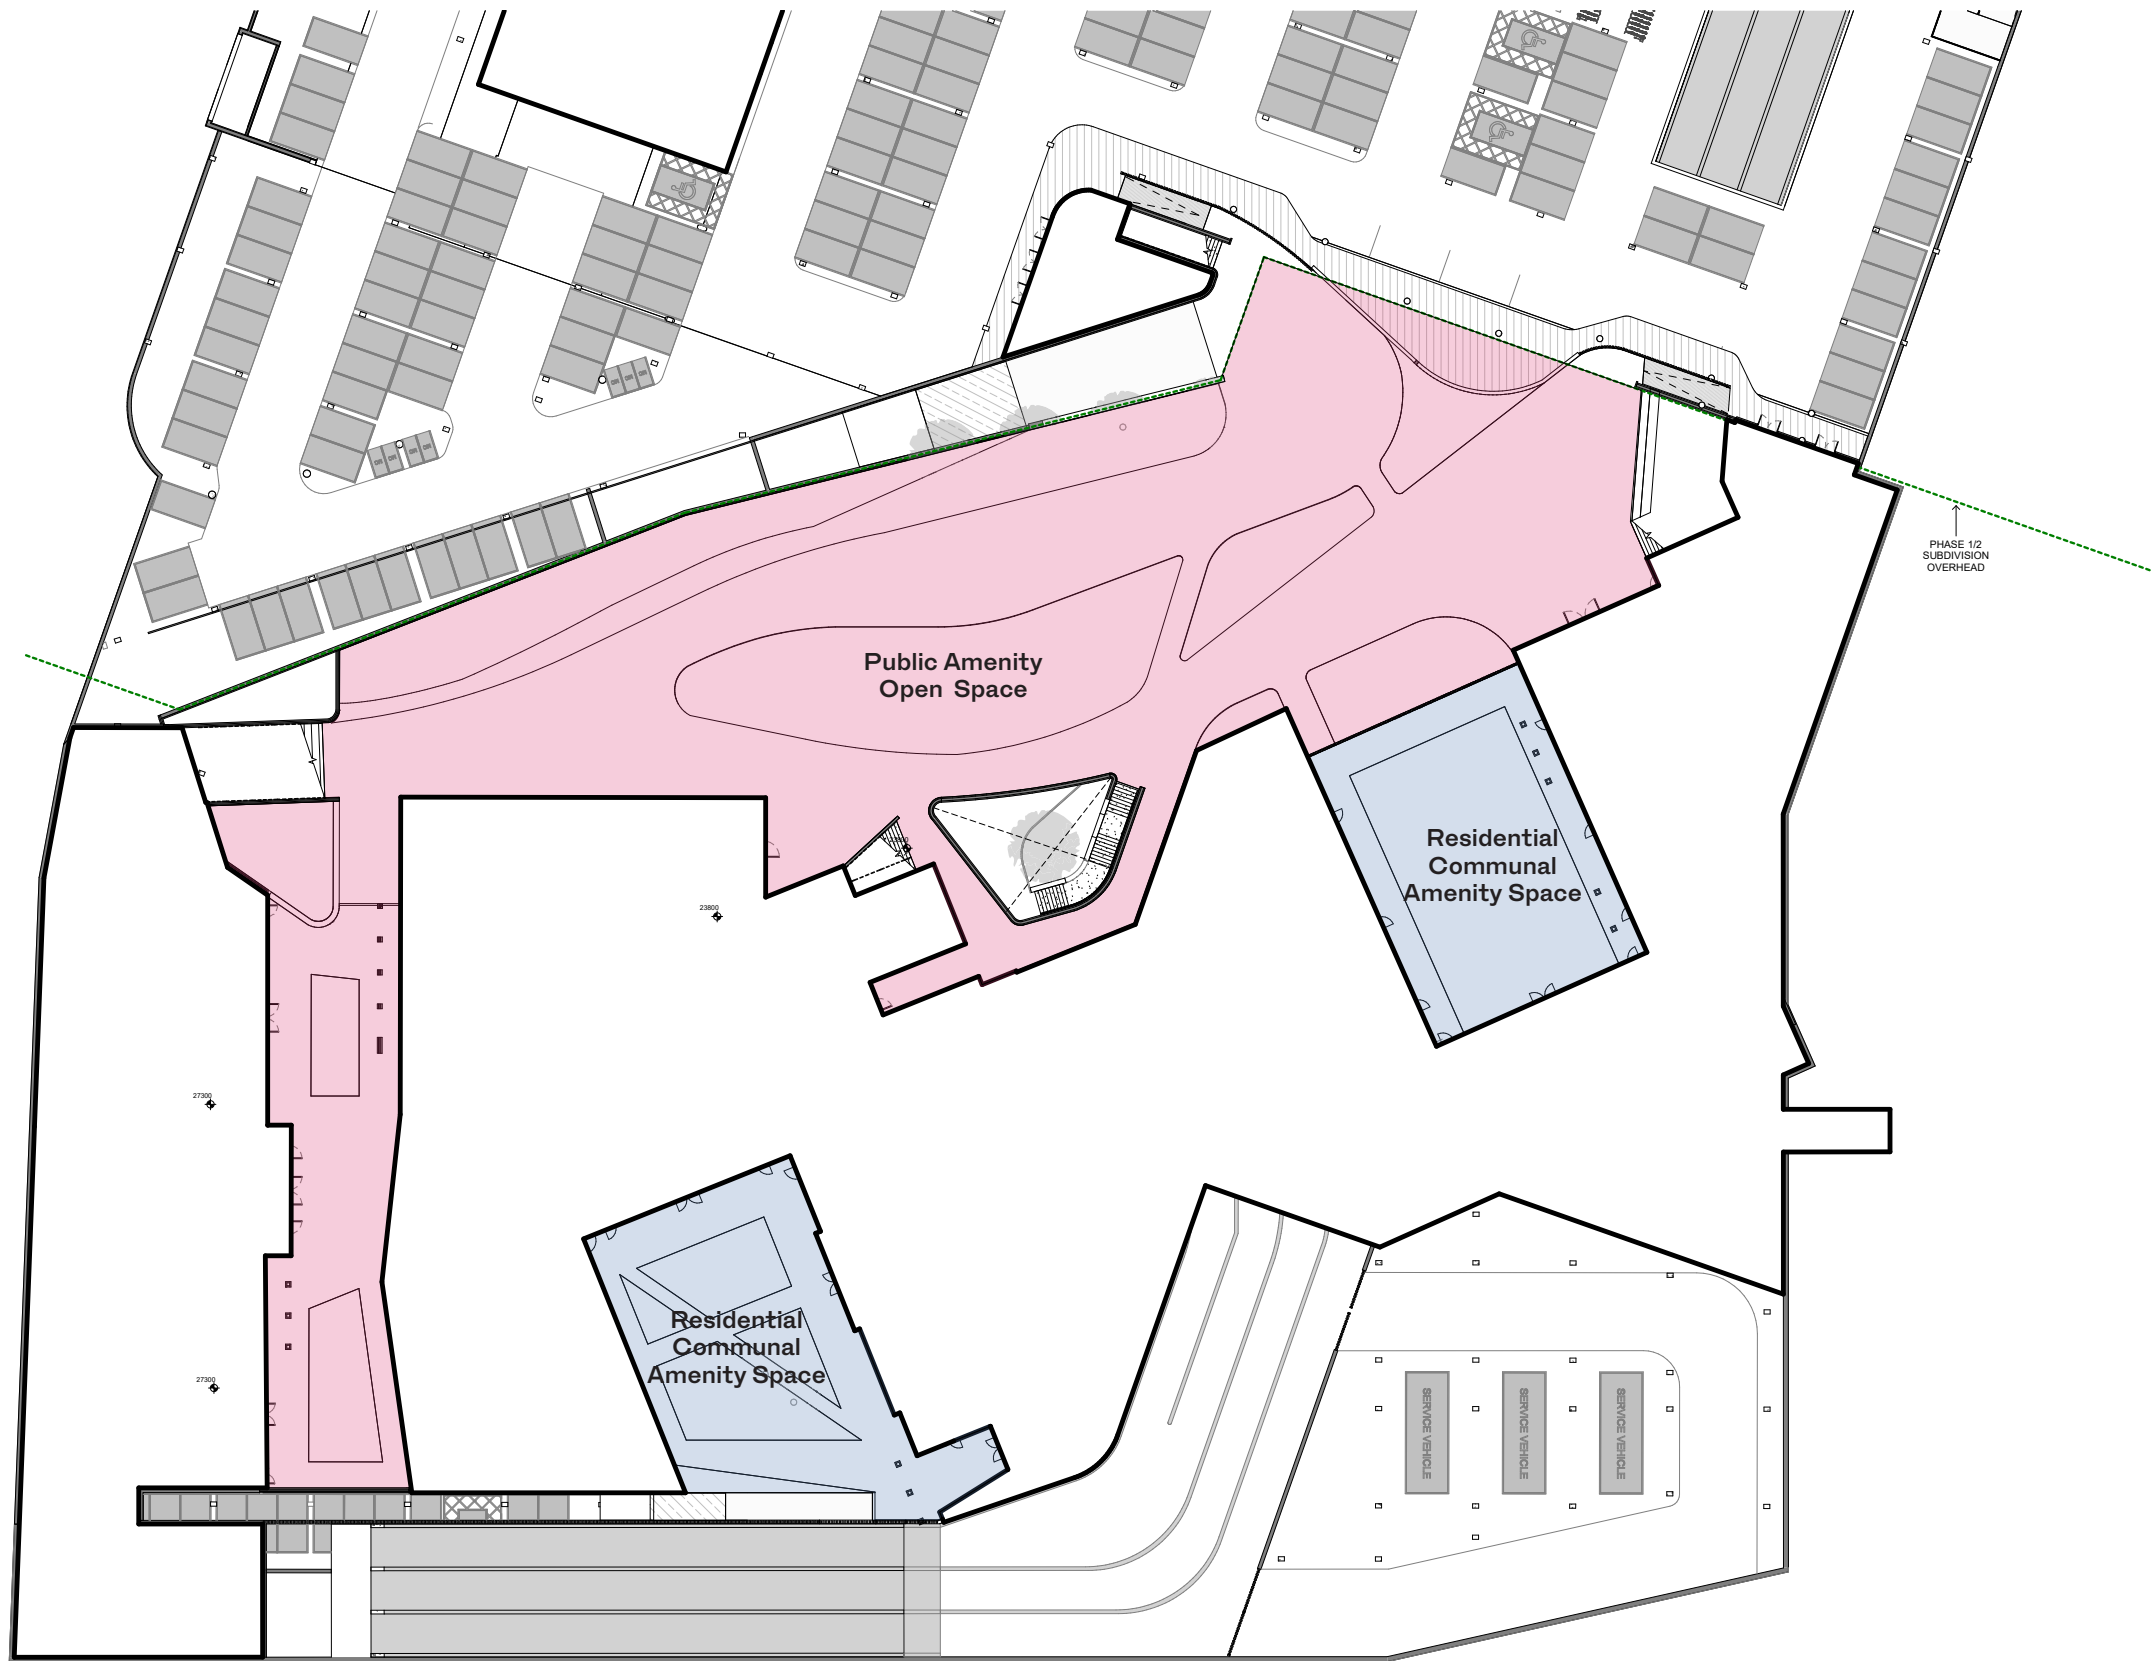 PHASE 1/2
SUBDIVISION
OVERHEAD
Public Amenity
Open Space
Residential
Communal
Amenity Space
23800
27300
Residential
Communal
Amenity Space
27300
SERVICE VEHICLE
SERVICE VEHICLE
SERVICE VEHICLE